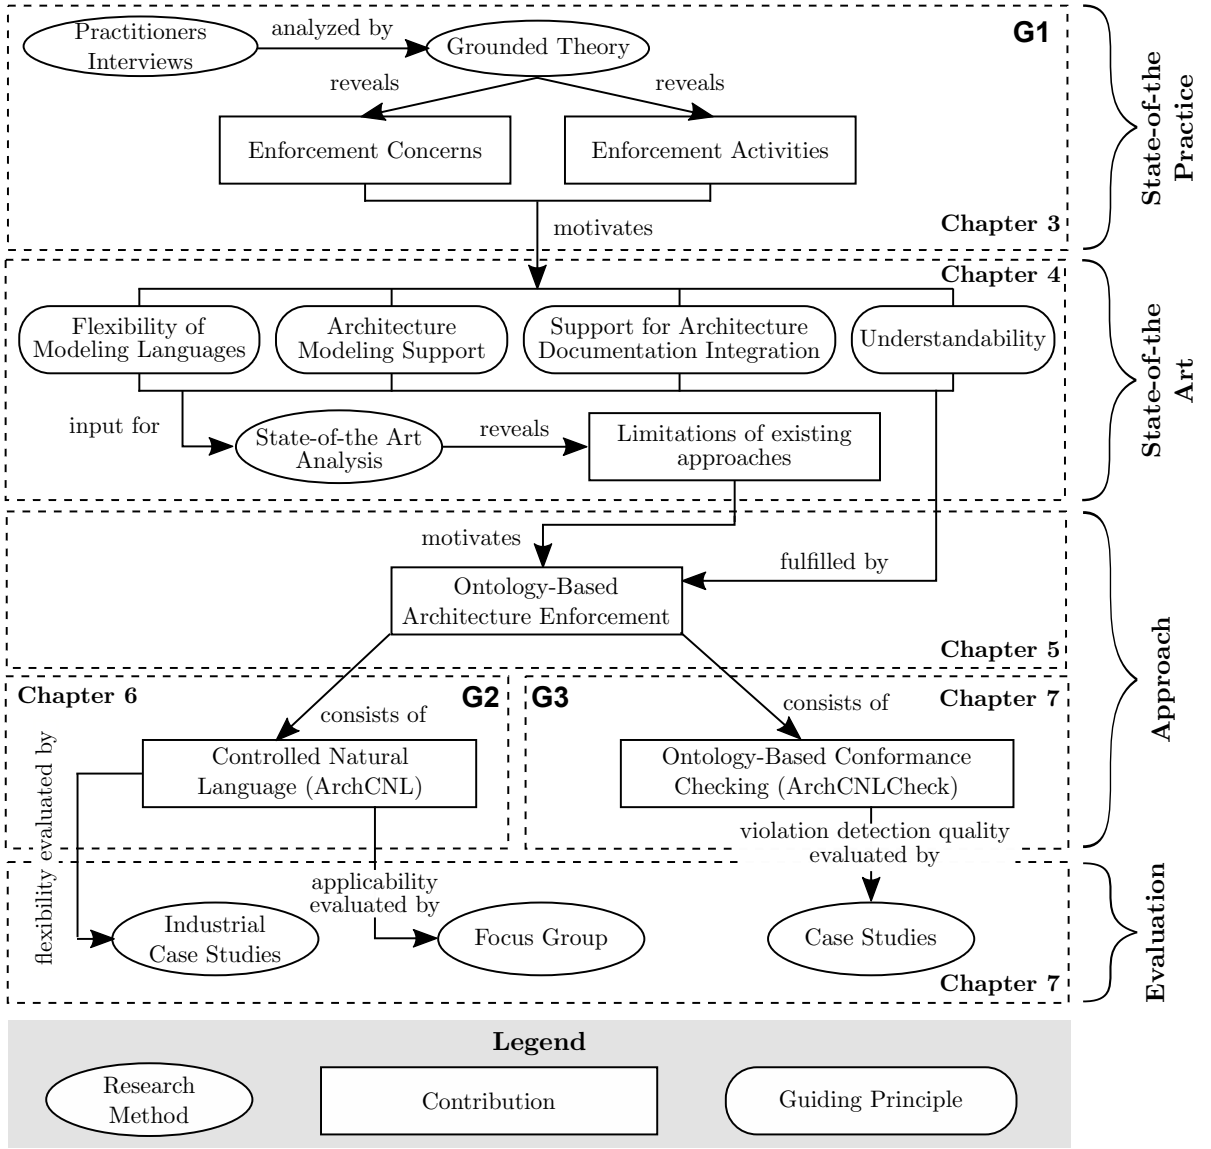 Practitioners
Interviews
analyzed by
Grounded Theory
G1
reveals
reveals
Enforcement Concerns
Enforcement Activities
motivates
Chapter 3
State-of-the
Practice
Chapter 4
Flexibility of
Modeling Languages
Architecture
Modeling Support
Support for Architecture
Documentation Integration
Understandability
input for
State-of-the Art
Analysis
reveals
Limitations of existing
approaches
State-of-the
Art
motivates
fulfilled by
Ontology-Based
Architecture Enforcement
Chapter 5
Chapter 6
G2
G3
Chapter 7
consists of
consists of
Controlled Natural
Language (ArchCNL)
Ontology-Based Conformance
Checking (ArchCNLCheck)
Approach
flexibility evaluated by
applicability
evaluated by
violation detection quality
evaluated by
Industrial
Case Studies
Focus Group
Case Studies
Chapter 7
Evaluation
Legend
Research
Method
Contribution
Guiding Principle